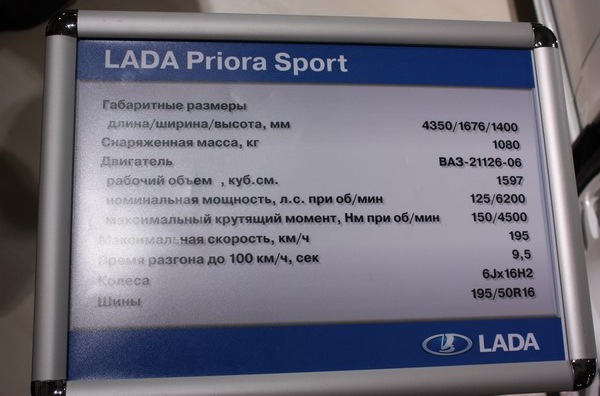 LADA Priora Sport
Габаритные размеры
длина/ширина/высота, мм 4350/1676/1400
Снаряженная масса, кг 1080
Двигатель ВАЗ-21126-06
рабочий объем , куб.см. 1597
номинальная мощность, л.с. при об/мин 125/6200
максимальный крутящий момент, Нм при об/мин 150/4500
Максимальная скорость, км/ч 195
Время разгона до 100 км/ч, сек 9,5
Колеса 6Jx16H2
Шины 195/50R16
LADA